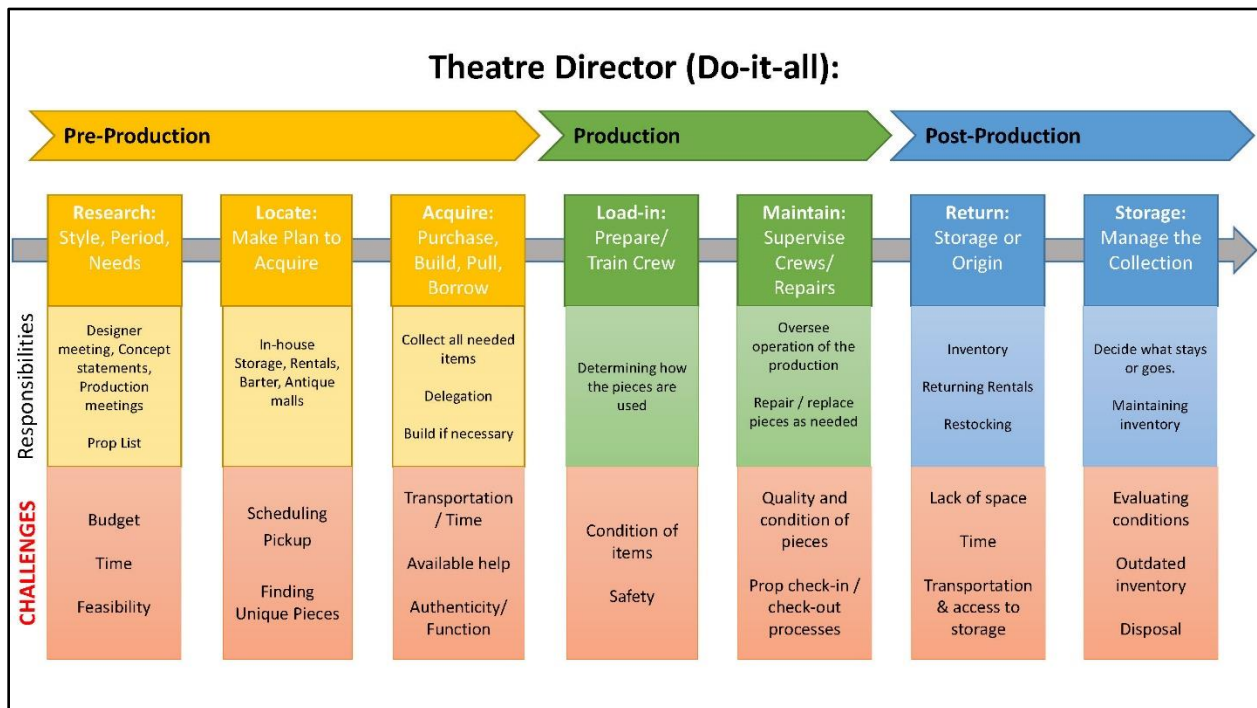 Theatre Director (Do-it-all):
Pre-Production
Production
Post-Production
Research:
Style, Period,
Needs
Locate:
Make Plan to
Acquire
Acquire:
Purchase,
Build, Pull,
Borrow
Load-in:
Prepare/
Train Crew
Maintain:
Supervise
Crews/
Repairs
Return:
Storage or
Origin
Storage:
Manage the
Collection
Responsibilities
Designer
meeting, Concept
statements,
Production
meetings
Prop List
In-house
Storage, Rentals,
Barter, Antique
malls
Collect all needed
items
Delegation
Build if necessary
Determining how
the pieces are
used
Oversee
operation of the
production
Repair / replace
pieces as needed
Inventory
Returning Rentals
Restocking
Decide what stays
or goes.
Maintaining
inventory
CHALLENGES
Budget
Time
Feasibility
Scheduling
Pickup
Finding
Unique Pieces
Transportation
/ Time
Available help
Authenticity/
Function
Condition of
items
Safety
Quality and
condition of
pieces
Prop check-in /
check-out
processes
Lack of space
Time
Transportation
& access to
storage
Evaluating
conditions
Outdated
inventory
Disposal